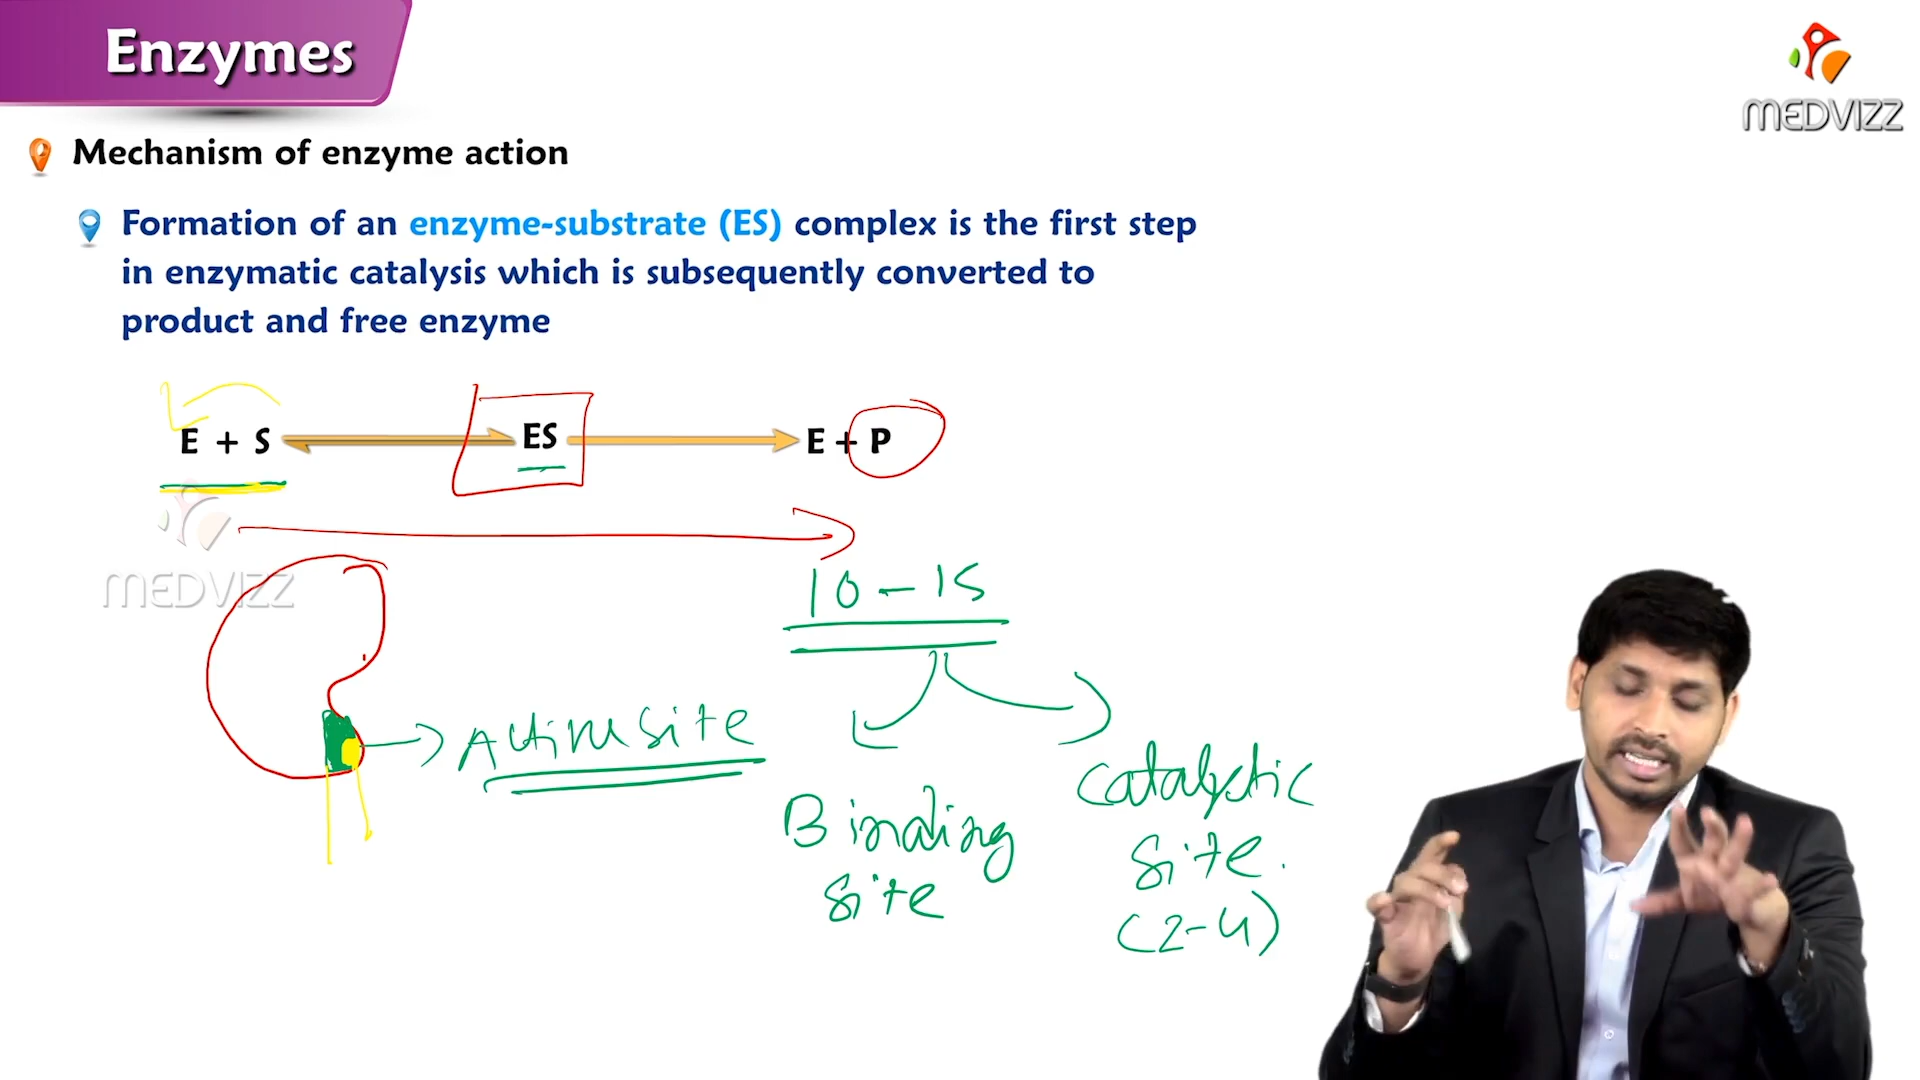 Enzymes
MEDVIZZ
Mechanism of enzyme action
Formation of an enzyme-substrate (ES) complex is the first step
in enzymatic catalysis which is subsequently converted to
product and free enzyme
E + S ES E + P
MEDVIZZ
10 - 15
Active site
Binding
site
Catalystic
site.
(2-4)